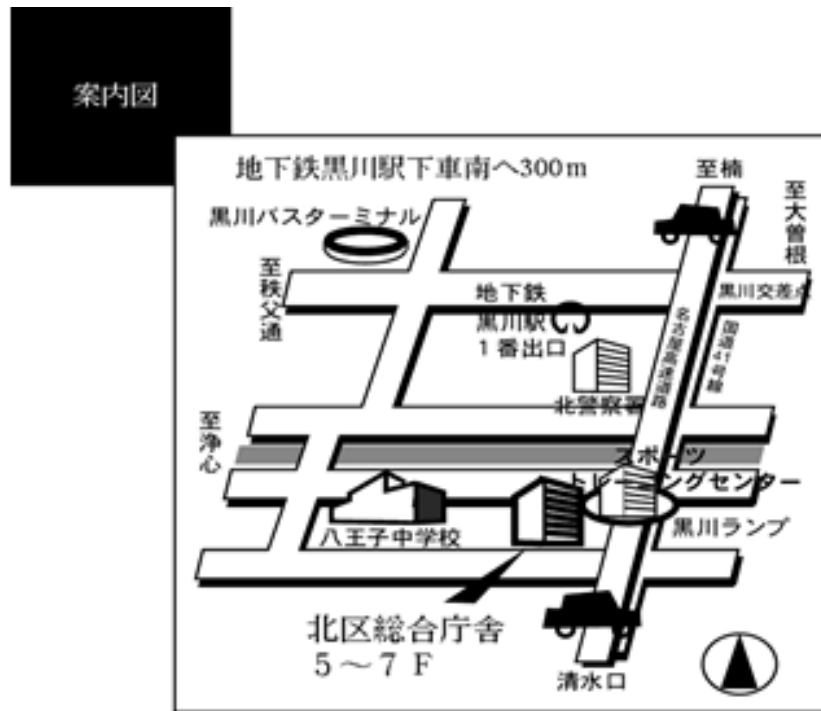 案内図
地下鉄黒川駅下車南へ300m
至楠
至大曽根
黒川バスターミナル
至秩父通
地下鉄
黒川駅
1番出口
黒川交差点
名古屋高速道路
国道41号線
北警察署
至浄心
スポーツ
トレーニングセンター
八王子中学校
黒川ランプ
北区総合庁舎
5～7F
清水口